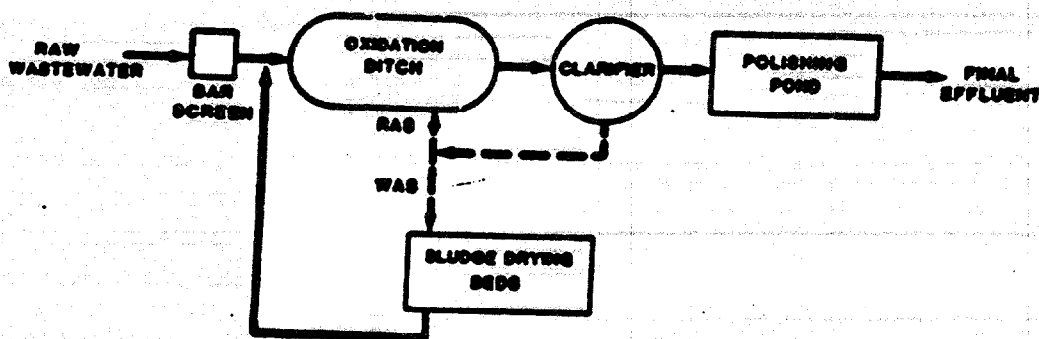 RAW
WASTEWATER
BAR
SCREEN
OXIDATION
DITCH
CLARIFIER
POLISHING
POND
FINAL
EFFLUENT
RAS
WAS
SLUDGE DRYING
BEDS